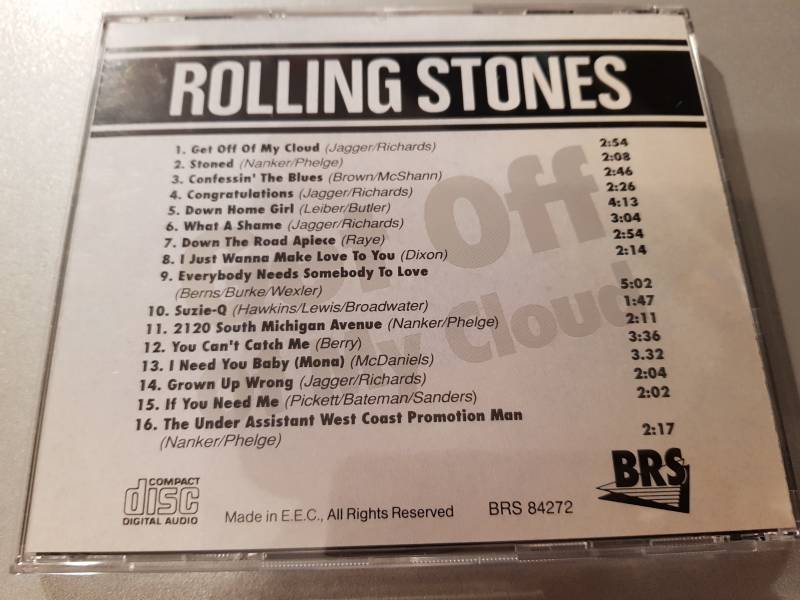 ROLLING STONES
1. Get Off Of My Cloud (Jagger/Richards) 2:54
2. Stoned (Nanker/Phelge) 2:08
3. Confessin' The Blues (Brown/McShann) 2:46
4. Congratulations (Jagger/Richards) 2:26
5. Down Home Girl (Leiber/Butler) 4:13
6. What A Shame (Jagger/Richards) 3:04
7. Down The Road Apiece (Raye) 2:54
8. I Just Wanna Make Love To You (Dixon) 2:14
9. Everybody Needs Somebody To Love
(Berns/Burke/Wexler) 5:02
10. Suzie-Q (Hawkins/Lewis/Broadwater) 1:47
11. 2120 South Michigan Avenue (Nanker/Phelge) 2:11
12. You Can't Catch Me (Berry) 3:36
13. I Need You Baby (Mona) (McDaniels) 3.32
14. Grown Up Wrong (Jagger/Richards) 2:04
15. If You Need Me (Pickett/Bateman/Sanders) 2:02
16. The Under Assistant West Coast Promotion Man
(Nanker/Phelge) 2:17
Off
My Cloud
COMPACT
disc
DIGITAL AUDIO
Made in E.E.C., All Rights Reserved BRS 84272
BRS